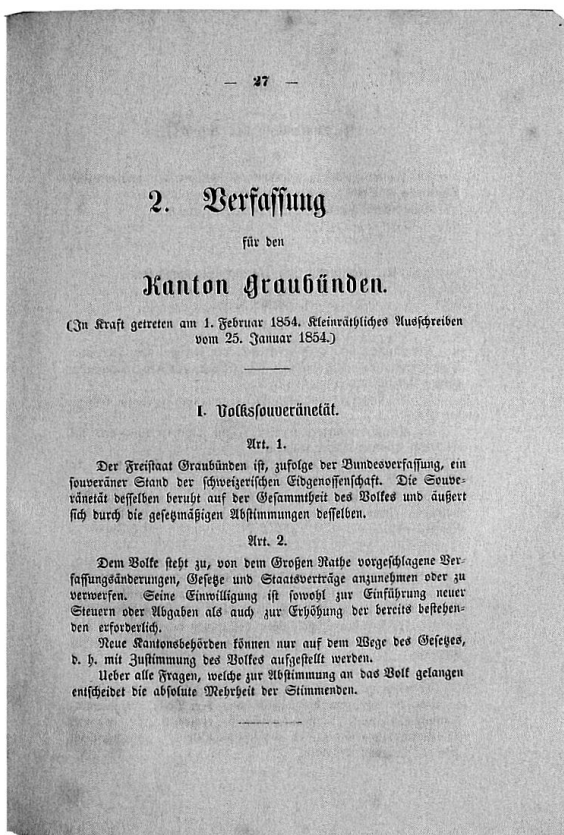 — 27 —
2. Verfassung
für den
Kanton Graubünden.
(In Kraft getreten am 1. Februar 1854. Kleinräthliches Ausschreiben
vom 25. Januar 1854.)
I. Volkssouveränetät.
Art. 1.
Der Freistaat Graubünden ist, zufolge der Bundesverfassung, ein
souveräner Stand der schweizerischen Eidgenossenschaft. Die Souve-
ränetät desselben beruht auf der Gesammtheit des Volkes und äußert
sich durch die gesetzmäßigen Abstimmungen desselben.
Art. 2.
Dem Volke steht zu, von dem Großen Rathe vorgeschlagene Ver-
fassungsänderungen, Gesetze und Staatsverträge anzunehmen oder zu
verwerfen. Seine Einwilligung ist sowohl zur Einführung neuer
Steuern oder Abgaben als auch zur Erhöhung der bereits bestehen-
den erforderlich.
Neue Kantonsbehörden können nur auf dem Wege des Gesetzes,
d. h. mit Zustimmung des Volkes aufgestellt werden.
Ueber alle Fragen, welche zur Abstimmung an das Volk gelangen
entscheidet die absolute Mehrheit der Stimmenden.